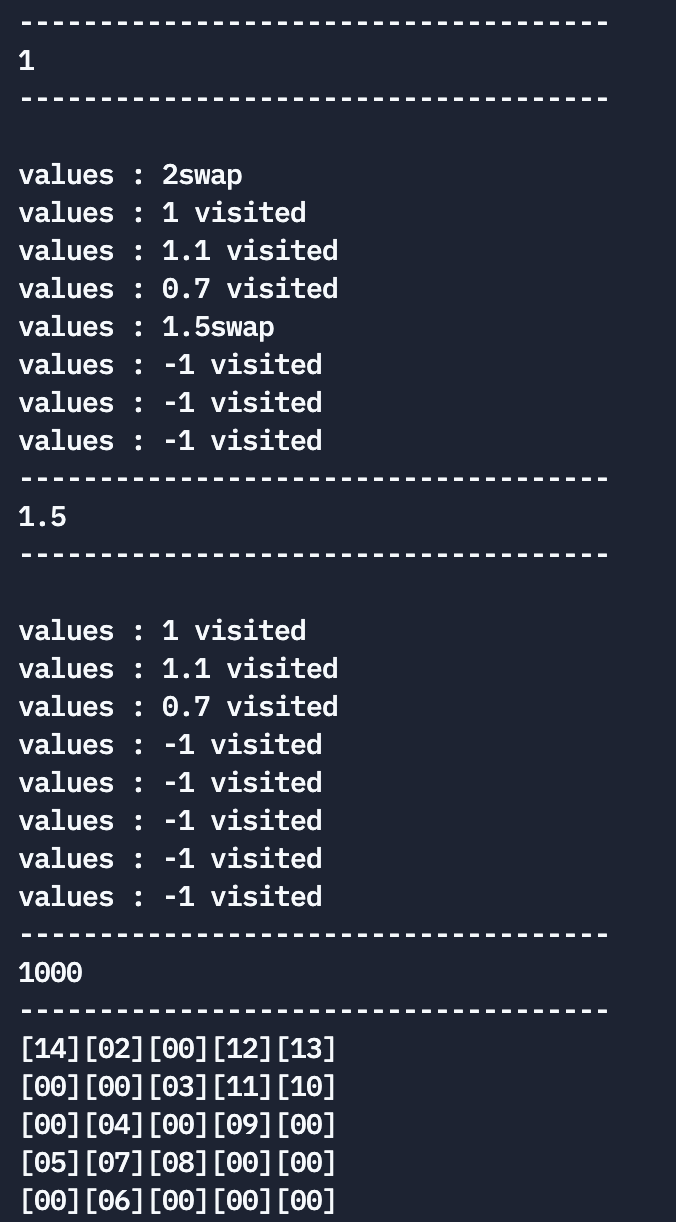 -------------------------------------
1
-------------------------------------
values : 2swap
values : 1 visited
values : 1.1 visited
values : 0.7 visited
values : 1.5swap
values : -1 visited
values : -1 visited
values : -1 visited
-------------------------------------
1.5
-------------------------------------
values : 1 visited
values : 1.1 visited
values : 0.7 visited
values : -1 visited
values : -1 visited
values : -1 visited
values : -1 visited
values : -1 visited
-------------------------------------
1000
-------------------------------------
[14][02][00][12][13]
[00][00][03][11][10]
[00][04][00][09][00]
[05][07][08][00][00]
[00][06][00][00][00]